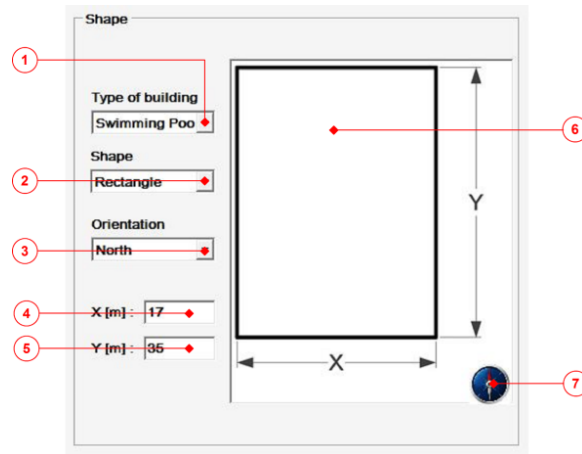 Shape
1
Type of building
Swimming Poo
Shape
2
Rectangle
Orientation
3
North
4
X [m] :
17
5
Y [m] :
35
6
Y
X
7